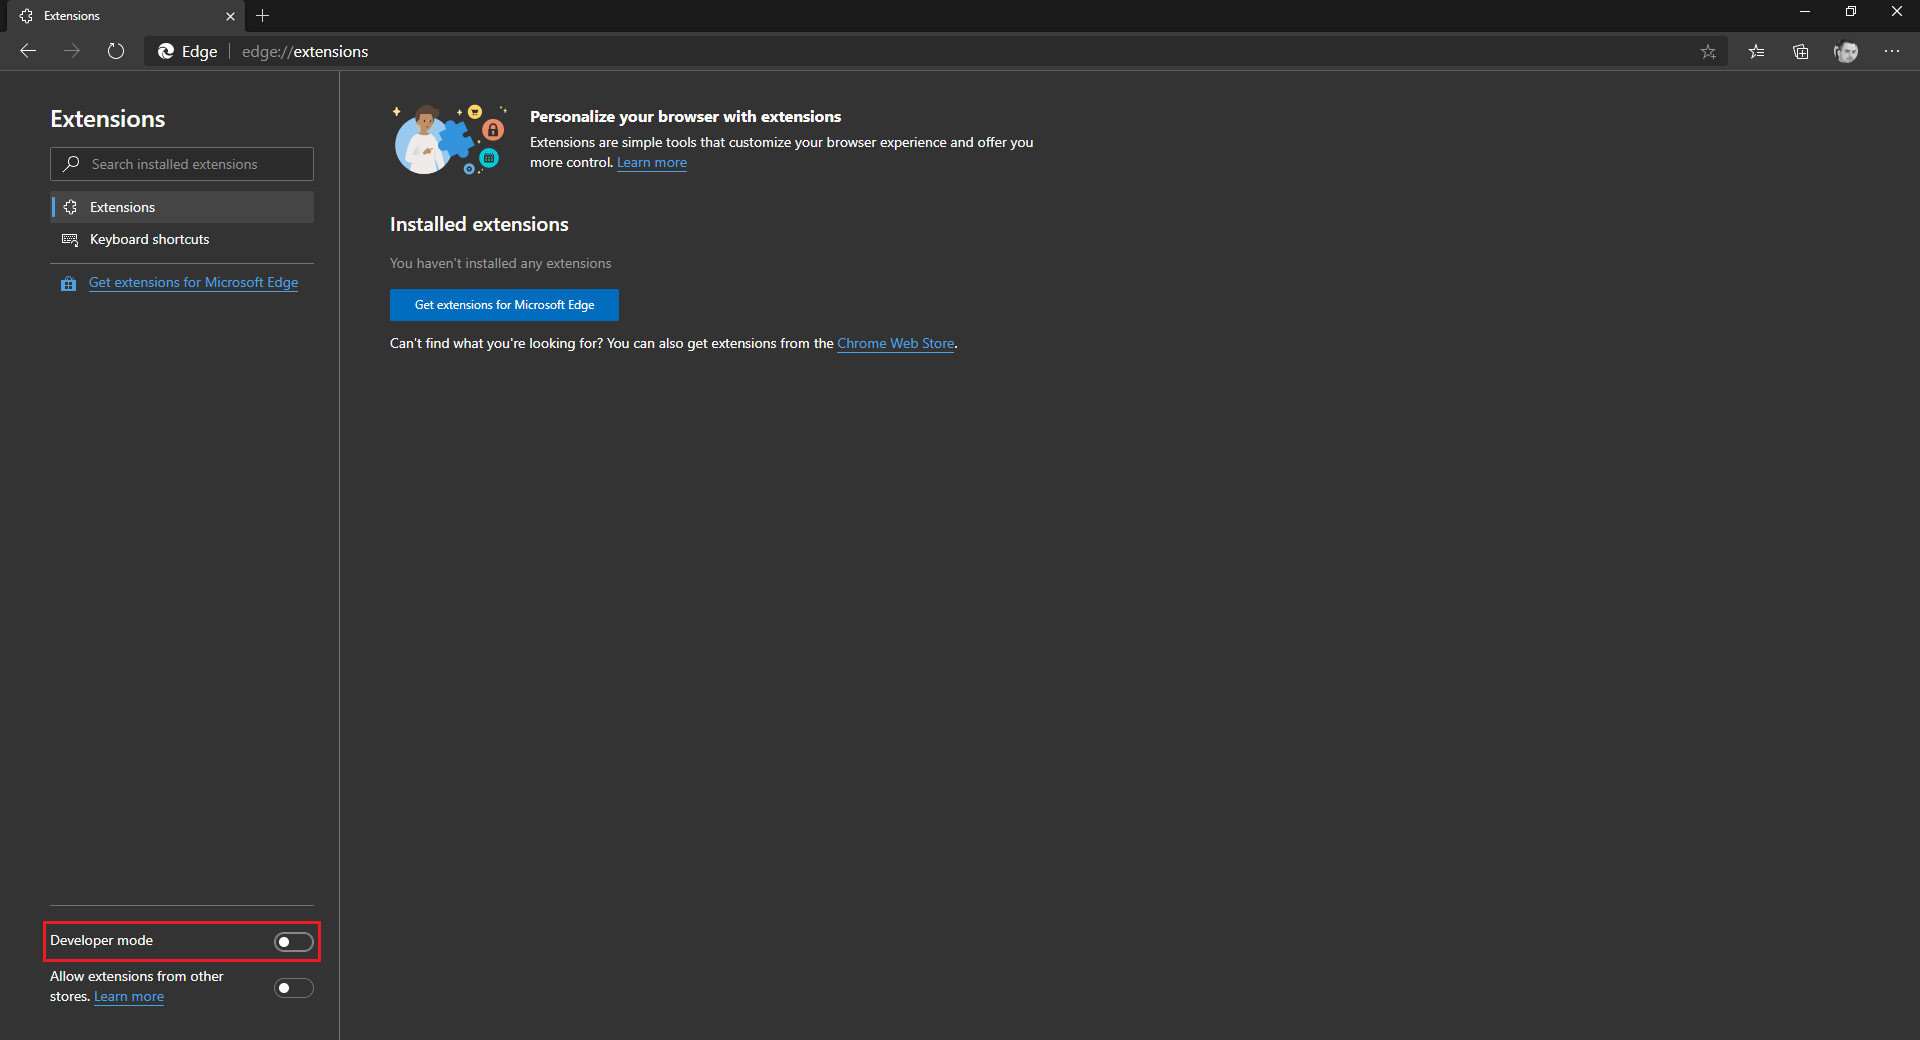 Extensions
Edge
edge://extensions
Extensions
Search installed extensions
Extensions
Keyboard shortcuts
Get extensions for Microsoft Edge
Developer mode
Allow extensions from other
stores. Learn more
Personalize your browser with extensions
Extensions are simple tools that customize your browser experience and offer you
more control. Learn more
Installed extensions
You haven't installed any extensions
Get extensions for Microsoft Edge
Can't find what you're looking for? You can also get extensions from the Chrome Web Store.